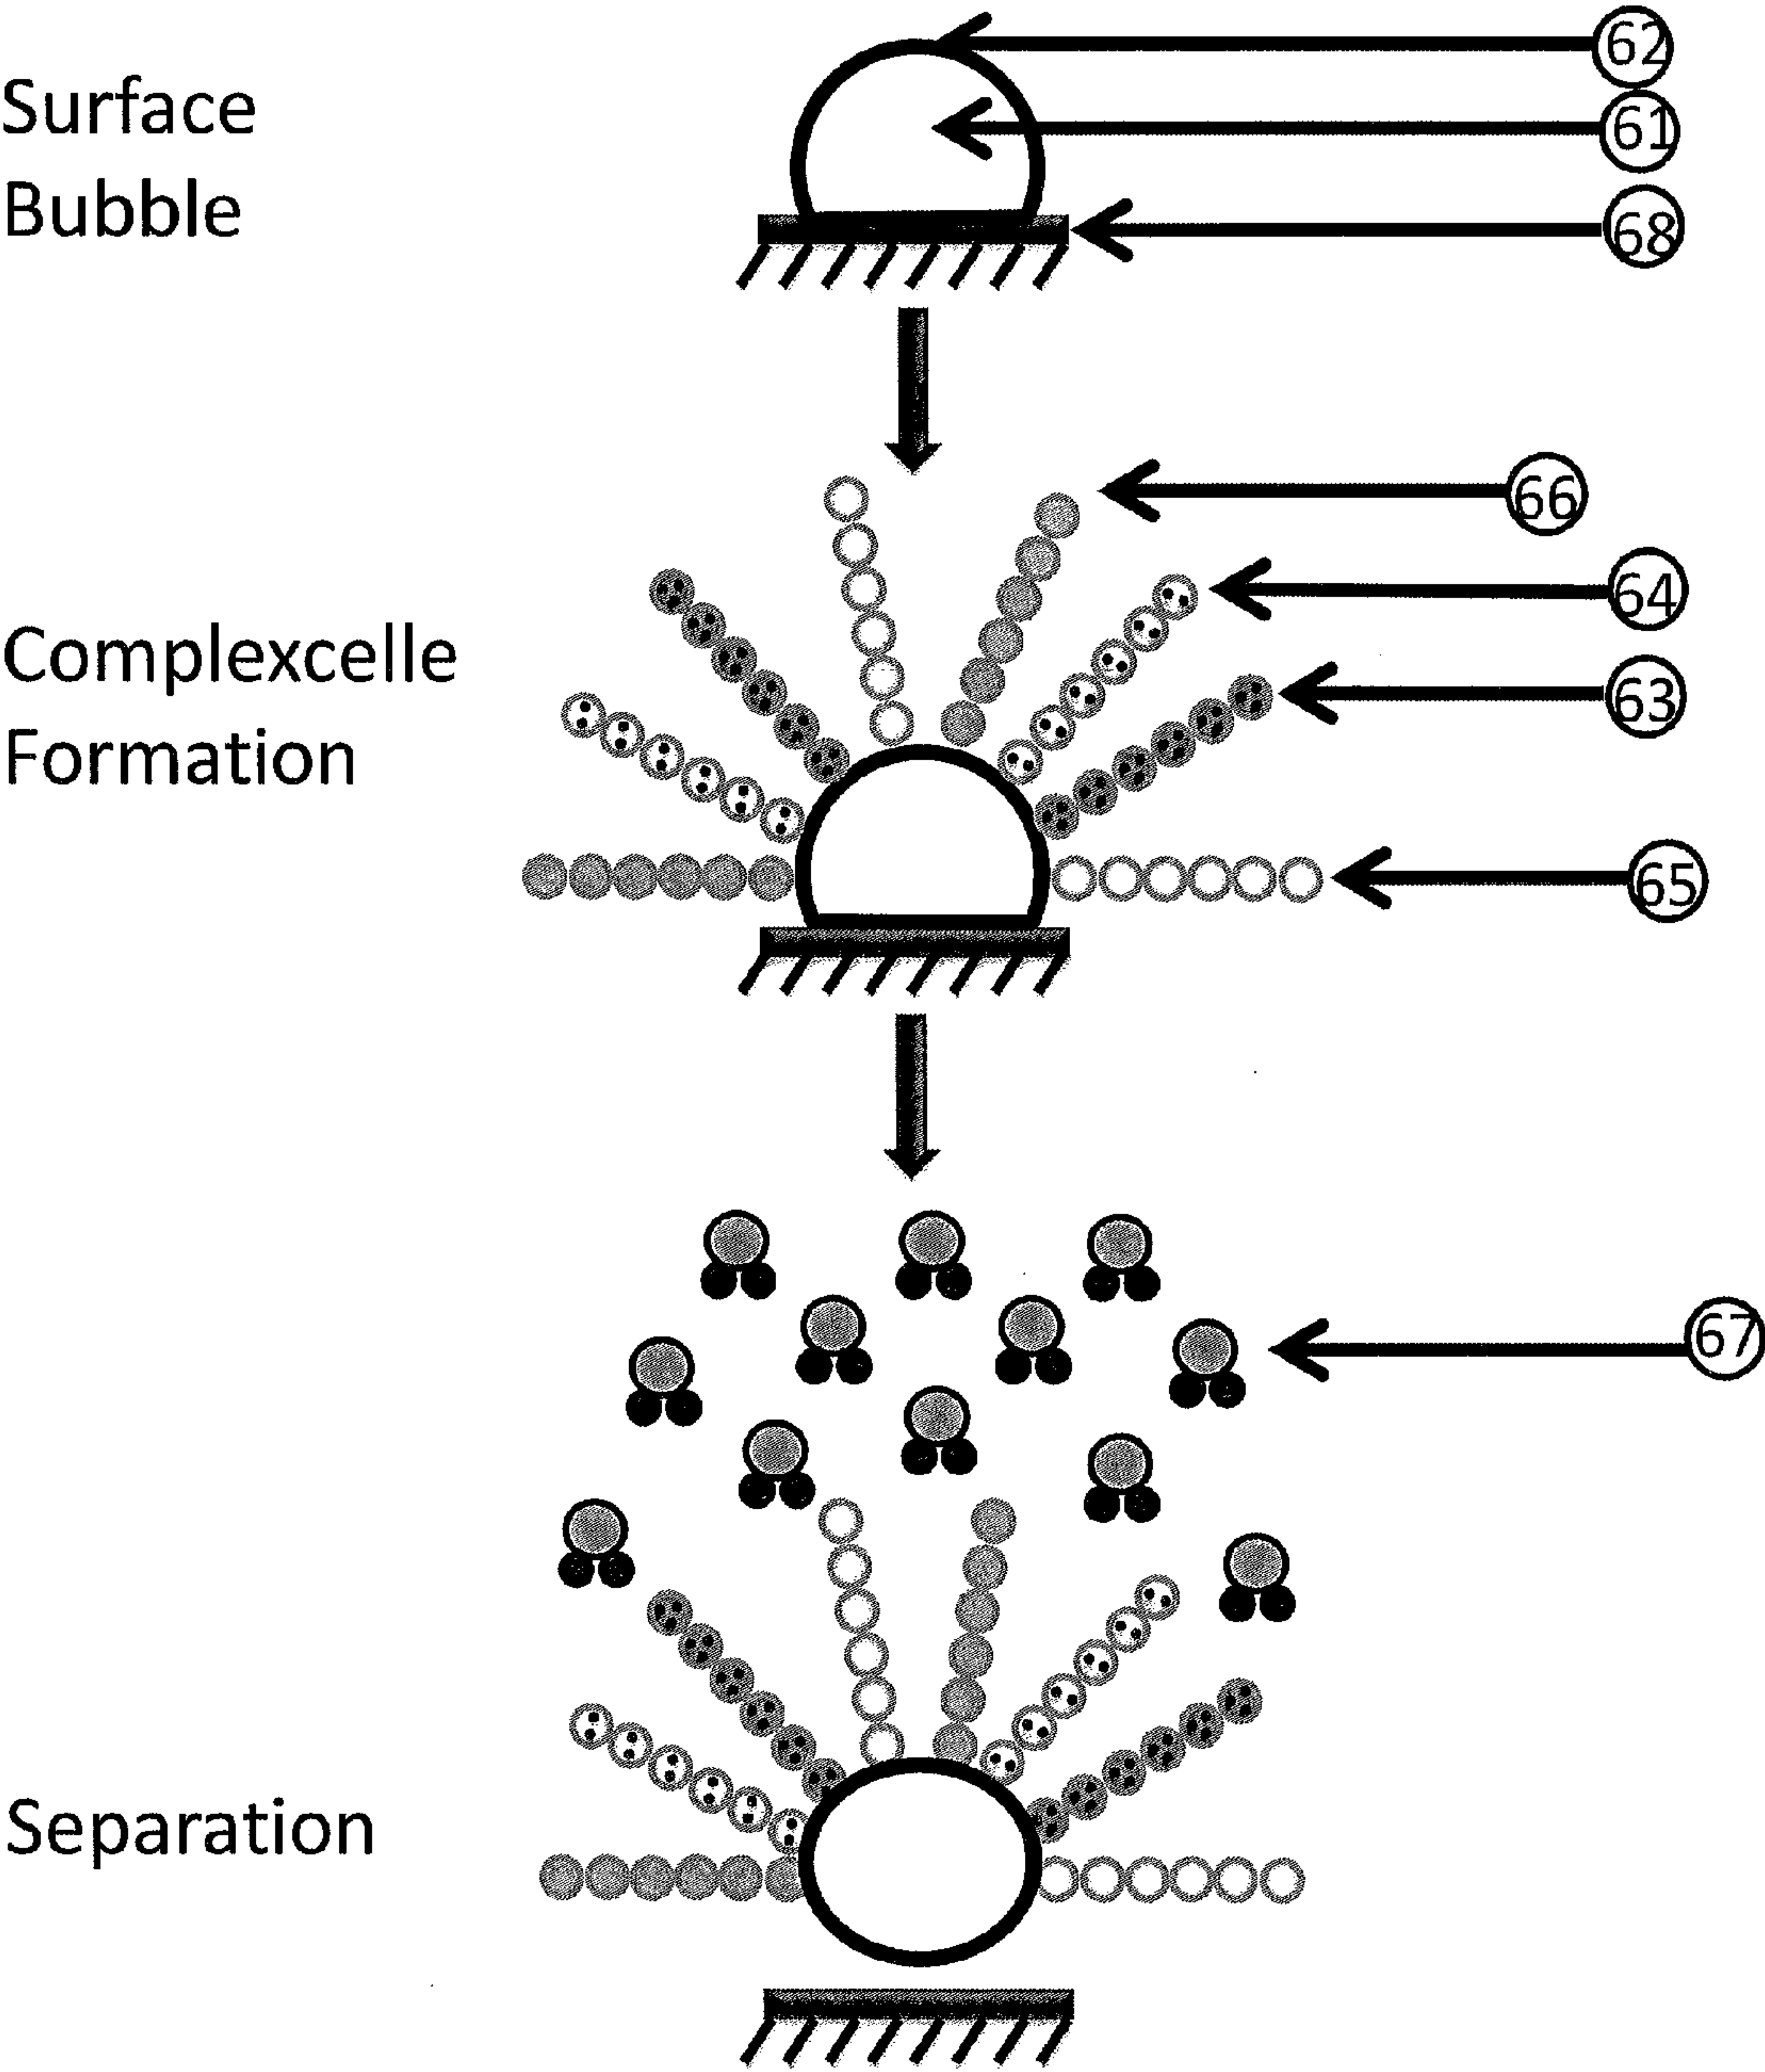 62
Surface
61
Bubble
68
66
64
Complexcelle
63
Formation
65
67
Separation